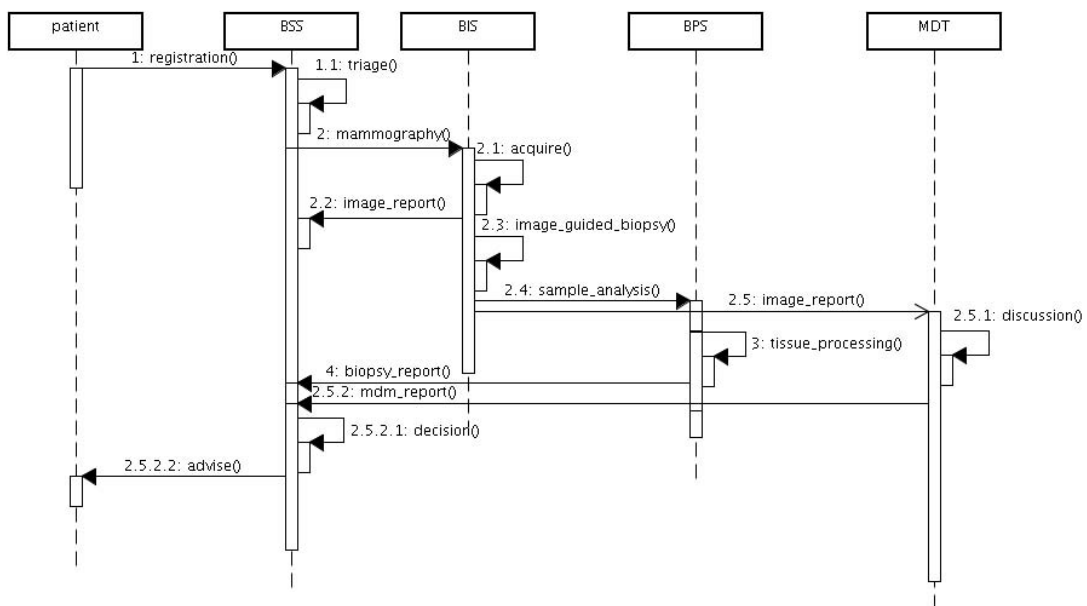 patient
BSS
BIS
BPS
MDT
1: registration()
1.1: triage()
2: mammography()
2.1: acquire()
2.2: image_report()
2.3: image_guided_biopsy()
2.4: sample_analysis()
2.5: image_report()
2.5.1: discussion()
3: tissue_processing()
4: biopsy_report()
2.5.2: mdm_report()
2.5.2.1: decision()
2.5.2.2: advise()